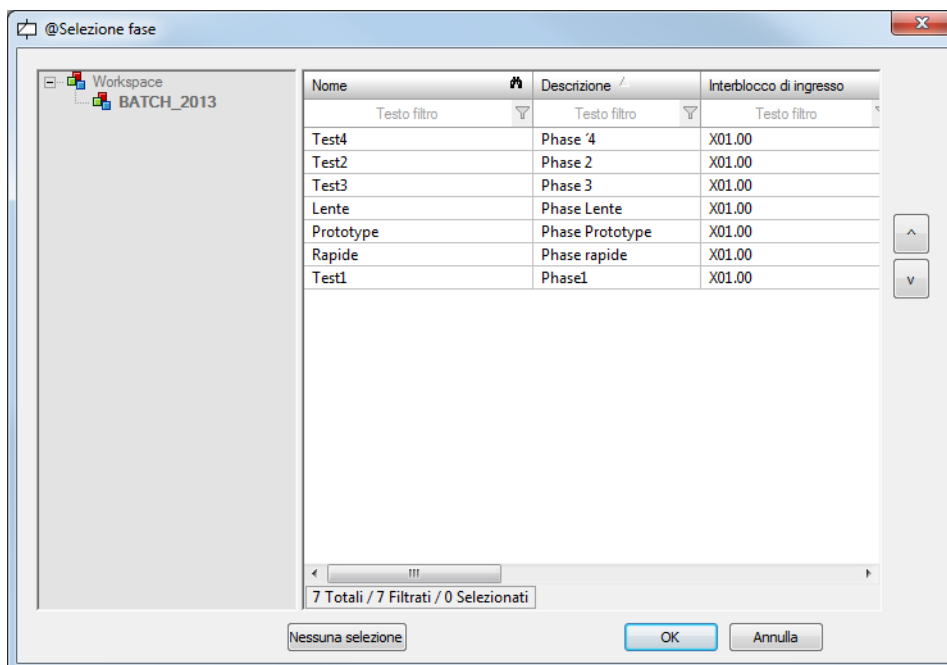 @Selezione fase
Workspace
BATCH_2013
Nome Descrizione Interblocco di ingresso
Testo filtro Testo filtro Testo filtro
Test4 Phase ´4 X01.00
Test2 Phase 2 X01.00
Test3 Phase 3 X01.00
Lente Phase Lente X01.00
Prototype Phase Prototype X01.00
Rapide Phase rapide X01.00
Test1 Phase1 X01.00
^
v
7 Totali / 7 Filtrati / 0 Selezionati
Nessuna selezione OK Annulla